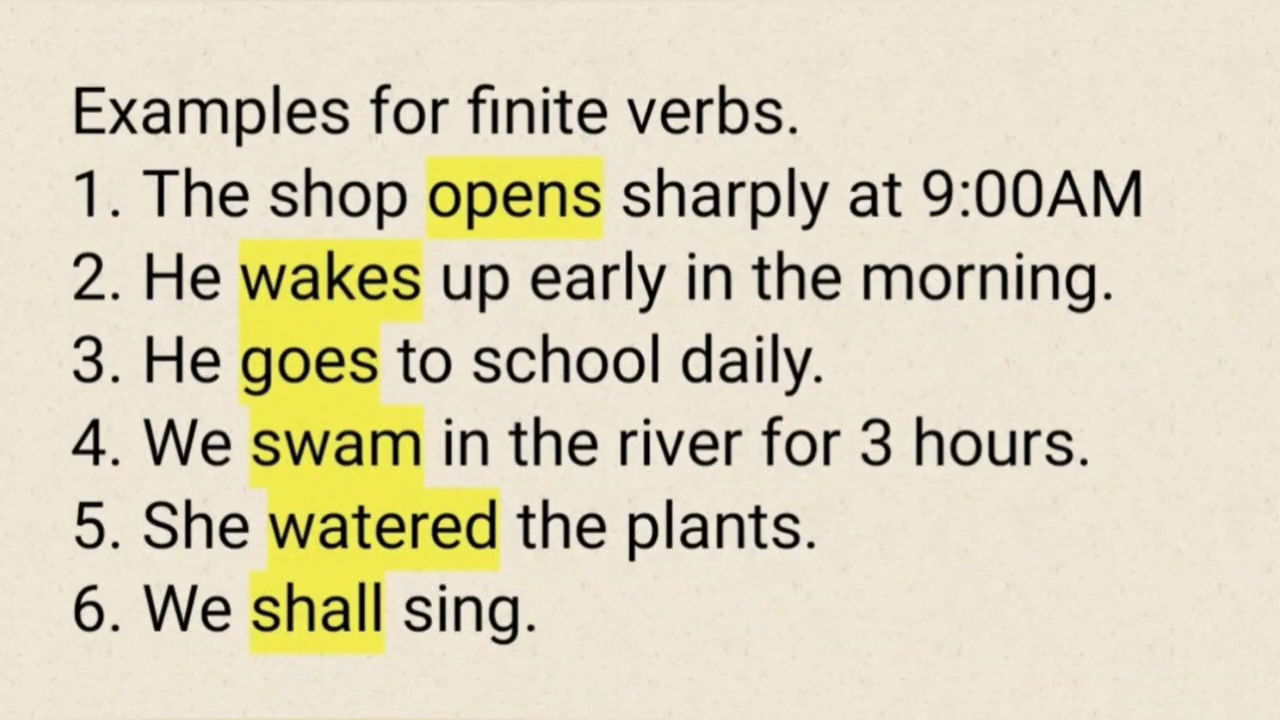 Examples for finite verbs.
1. The shop opens sharply at 9:00AM
2. He wakes up early in the morning.
3. He goes to school daily.
4. We swam in the river for 3 hours.
5. She watered the plants.
6. We shall sing.